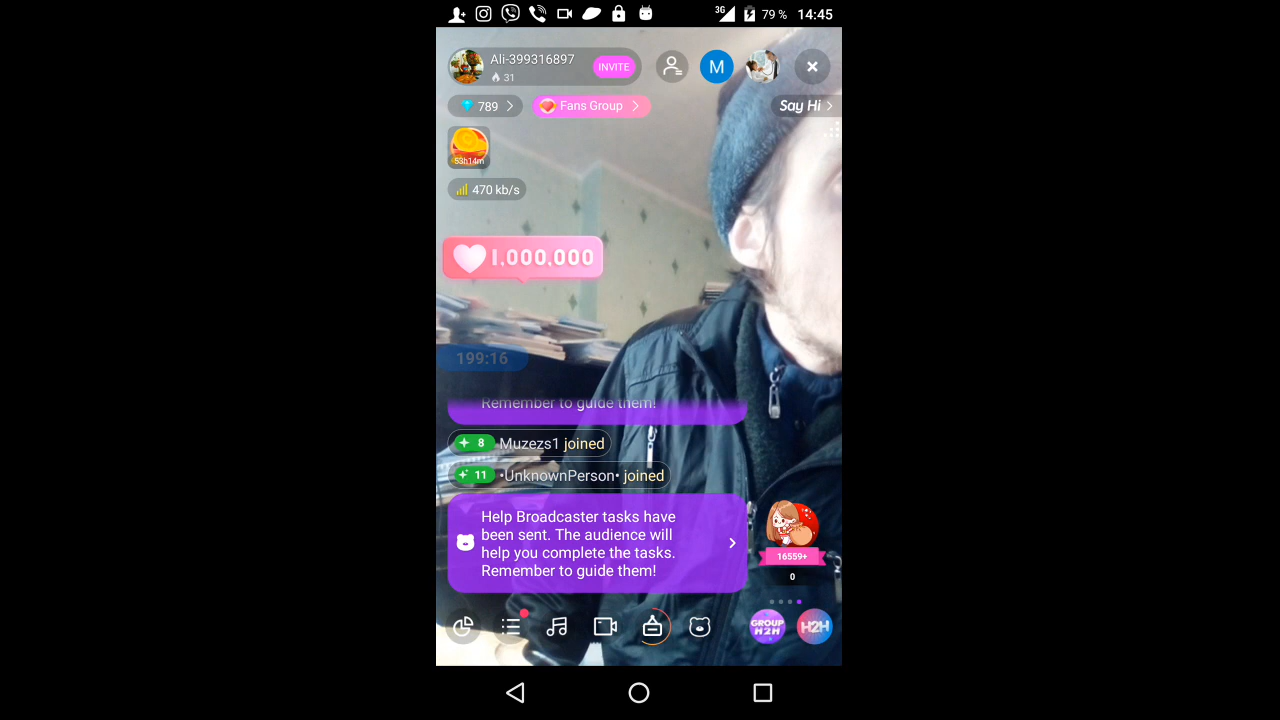 3G 79 % 14:45
Ali-399316897
31
INVITE
M
789
Fans Group
Say Hi
53h14m
470 kb/s
1,000,000
199:16
Remember to guide them!
8 Muzezs1 joined
11 •UnknownPerson• joined
Help Broadcaster tasks have
been sent. The audience will
help you complete the tasks.
Remember to guide them!
16559+
0
GROUP
H2H
H2H